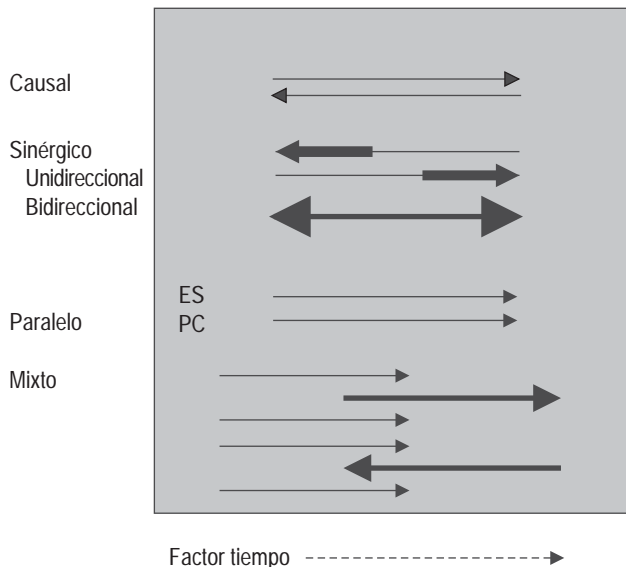 Causal
Sinérgico
Unidireccional
Bidireccional
ES
Paralelo PC
Mixto
Factor tiempo